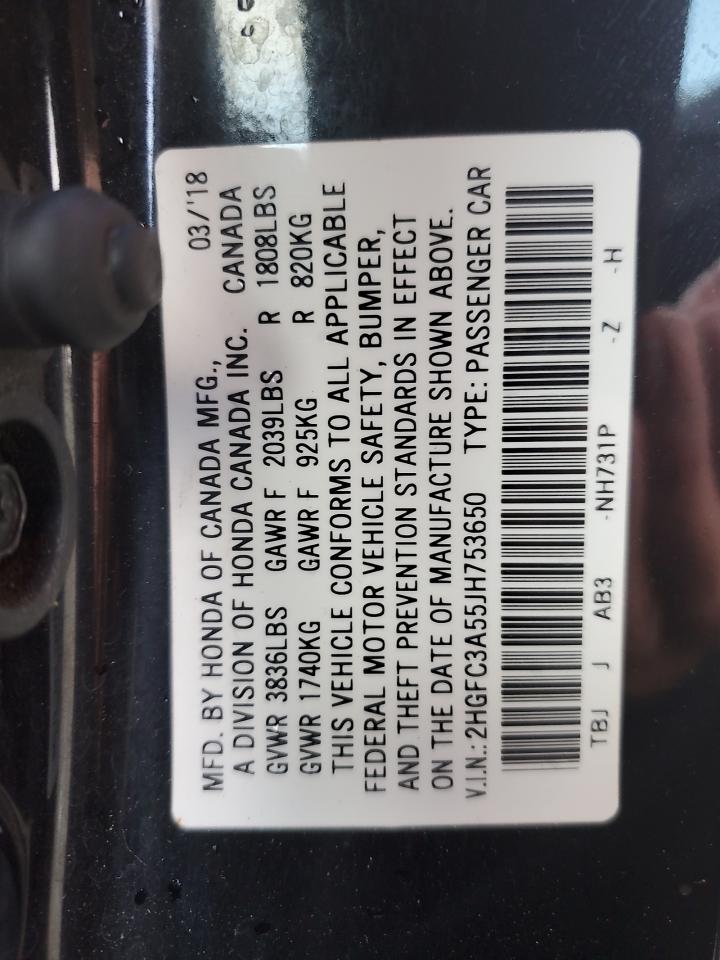 MFD. BY HONDA OF CANADA MFG., 03/'18
A DIVISION OF HONDA CANADA INC. CANADA
GVWR 3836LBS GAWR F 2039LBS R 1808LBS
GVWR 1740KG GAWR F 925KG R 820KG
THIS VEHICLE CONFORMS TO ALL APPLICABLE
FEDERAL MOTOR VEHICLE SAFETY, BUMPER,
AND THEFT PREVENTION STANDARDS IN EFFECT
ON THE DATE OF MANUFACTURE SHOWN ABOVE.
V.I.N.: 2HGFC3A55JH753650 TYPE: PASSENGER CAR
TBJ J AB3 -NH731P -Z -H